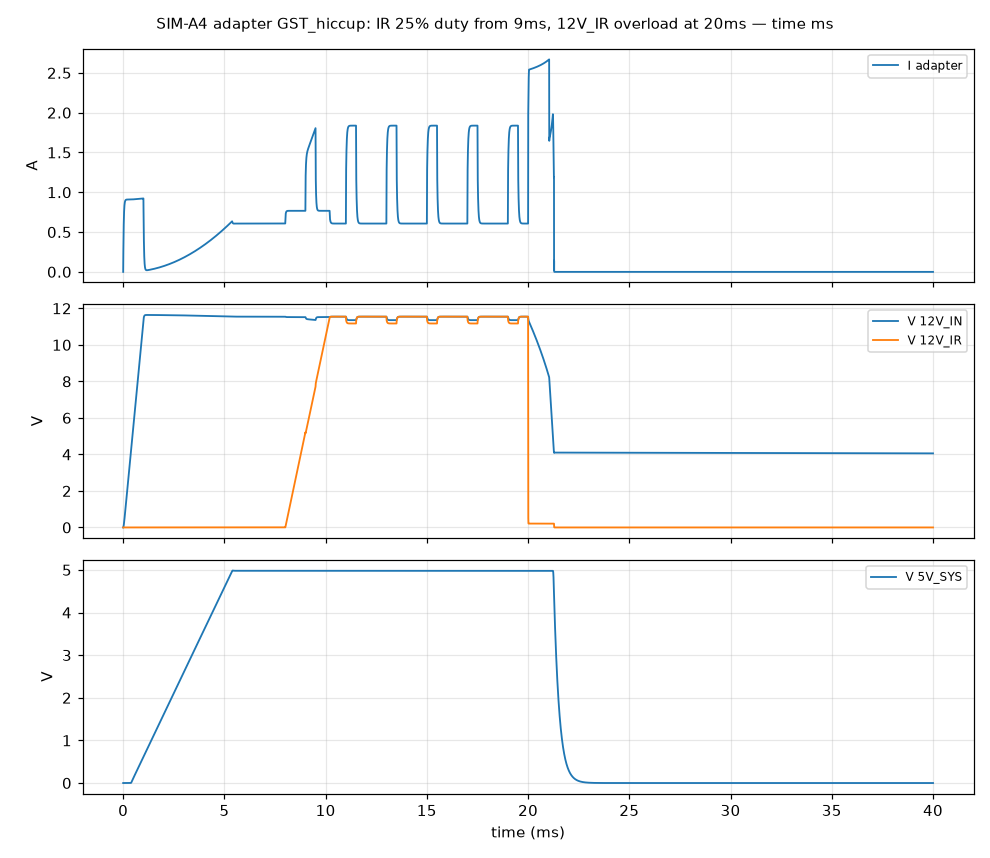 SIM-A4 adapter GST_hiccup: IR 25% duty from 9ms, 12V_IR overload at 20ms — time ms
I adapter
2.5
2.0
1.5
1.0
0.5
0.0
A
V 12V_IN
V 12V_IR
12
10
8
6
4
2
0
V
V 5V_SYS
5
4
3
2
1
0
V
0 5 10 15 20 25 30 35 40
time (ms)